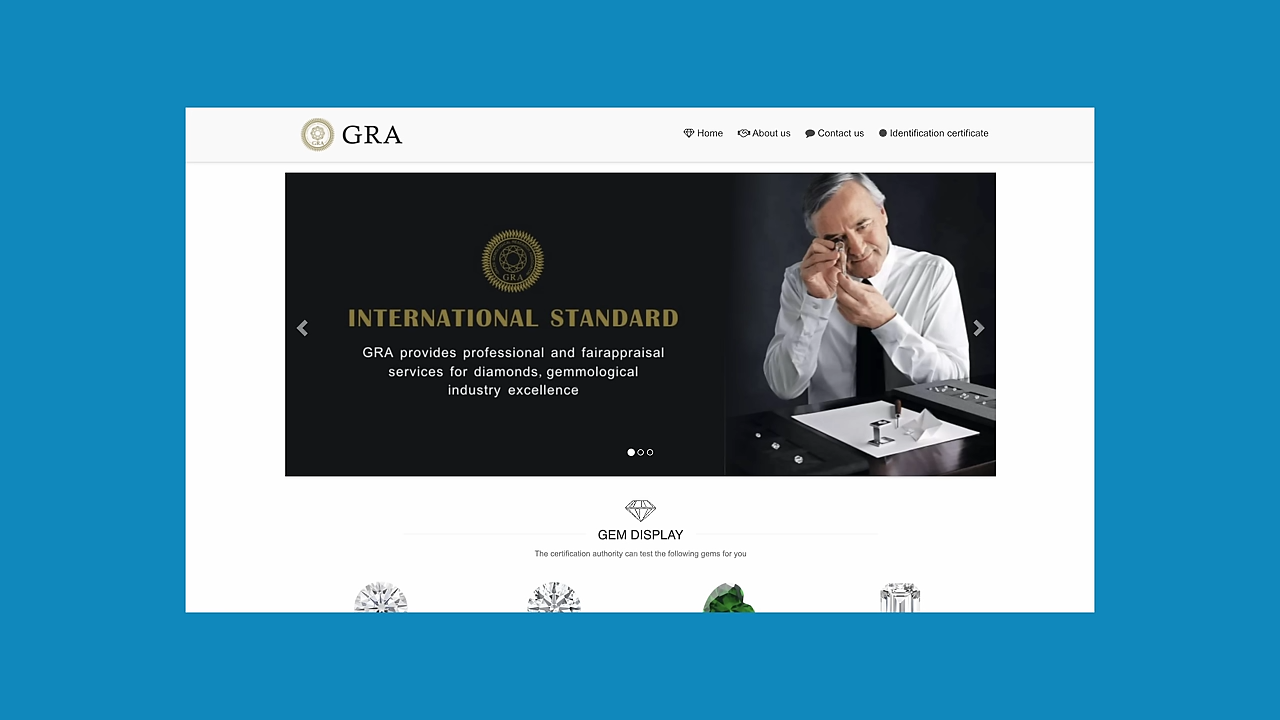 GRA
Home
About us
Contact us
Identification certificate
GRA
INTERNATIONAL STANDARD
GRA provides professional and fairappraisal
services for diamonds, gemmological
industry excellence
GEM DISPLAY
The certification authority can test the following gems for you